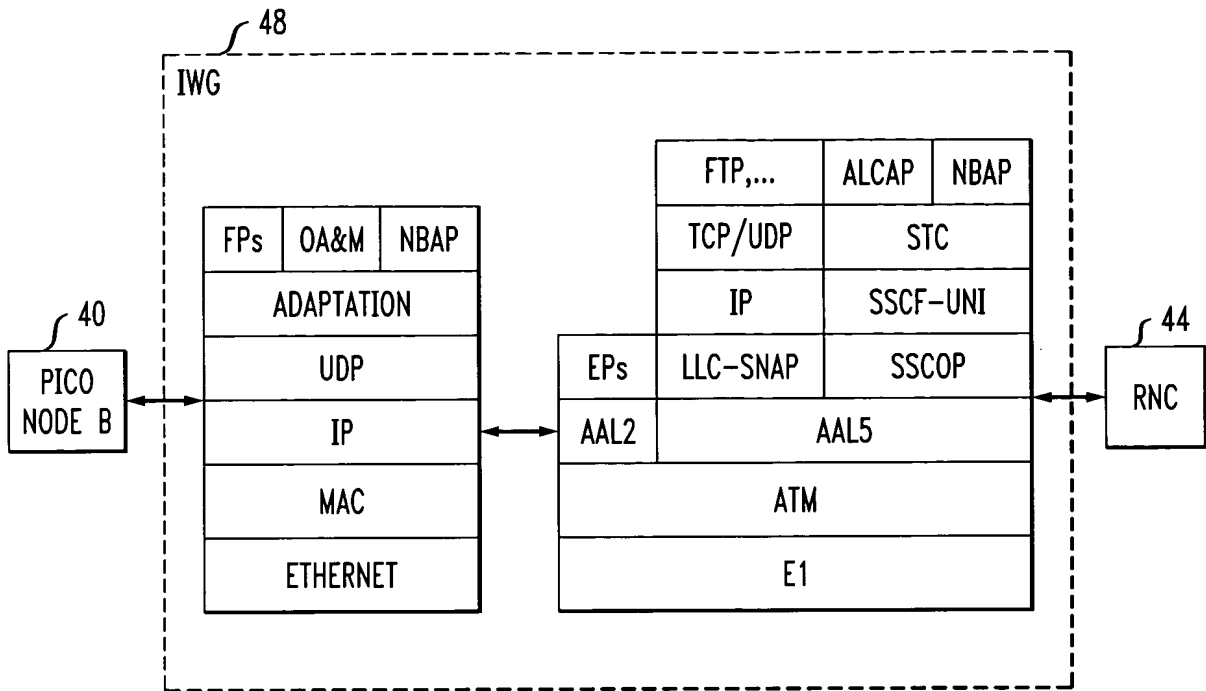 48
IWG
FTP,... ALCAP NBAP
FPs OA&M NBAP TCP/UDP STC
ADAPTATION IP SSCF-UNI
40
PICO
NODE B
UDP EPs LLC-SNAP SSCOP
44
RNC
IP AAL2 AAL5
MAC ATM
ETHERNET E1